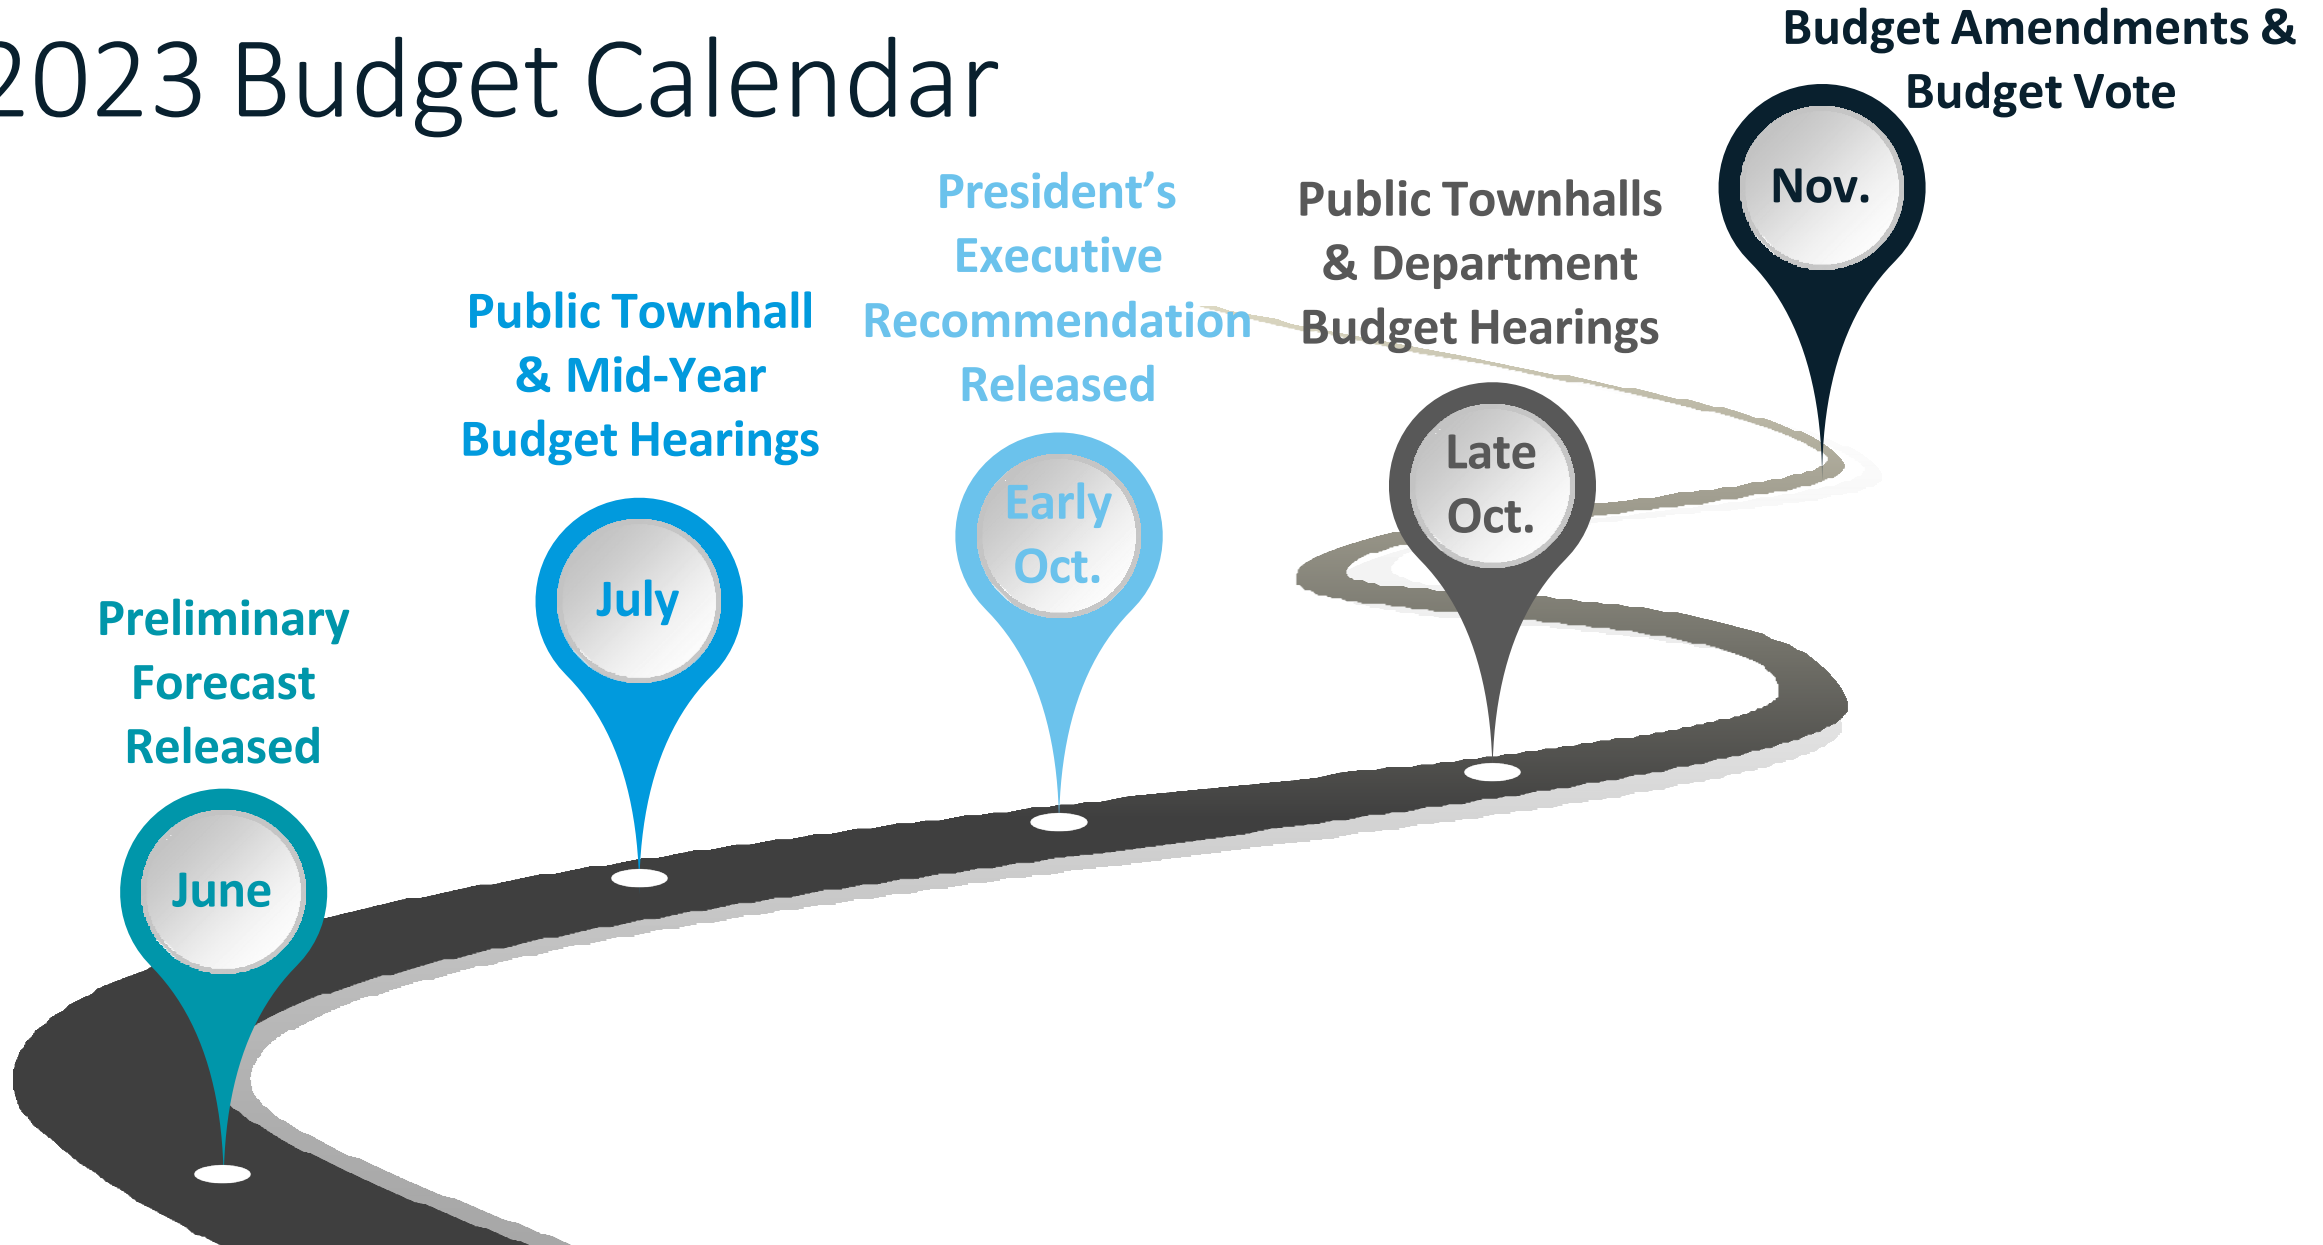 2023 Budget Calendar
Preliminary
Forecast
Released
June
Public Townhall
& Mid-Year
Budget Hearings
July
President’s
Executive
Recommendation
Released
Early
Oct.
Public Townhalls
& Department
Budget Hearings
Late
Oct.
Budget Amendments &
Budget Vote
Nov.